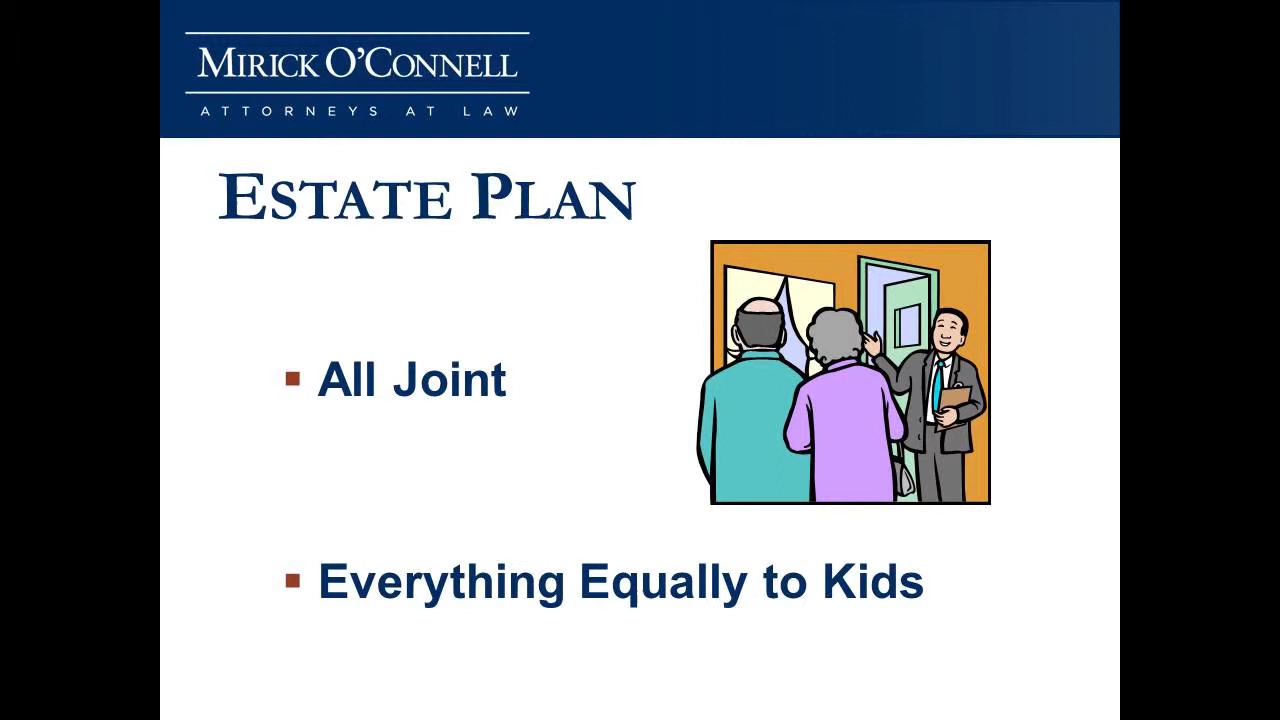 MIRICK O'CONNELL
ATTORNEYS AT LAW
ESTATE PLAN
▪ All Joint
▪ Everything Equally to Kids